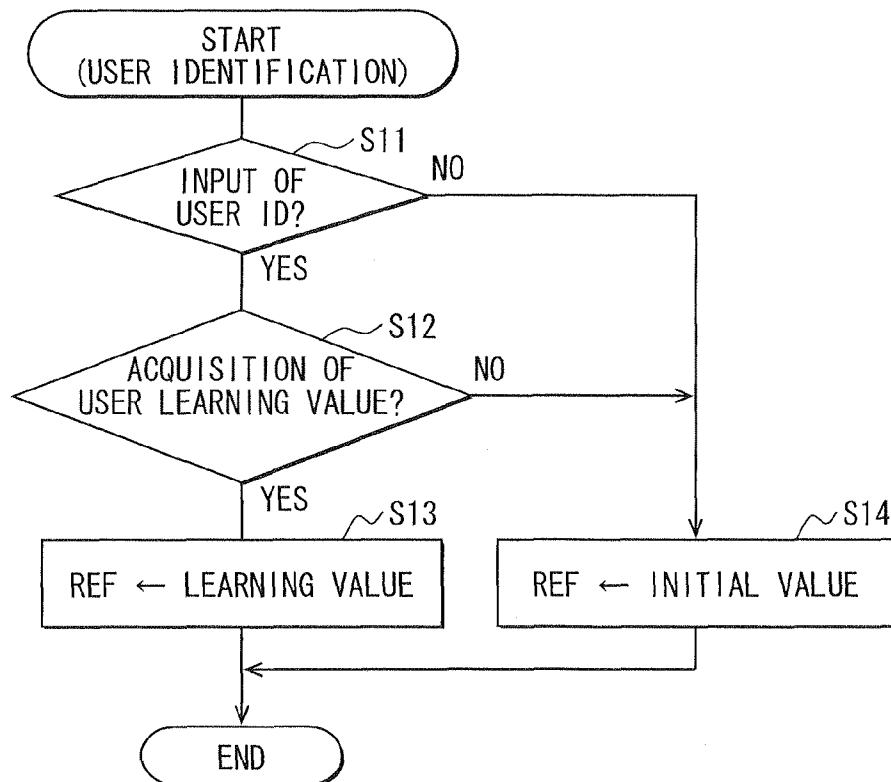 START
(USER IDENTIFICATION)
S11
INPUT OF
USER ID?
NO
YES
S12
ACQUISITION OF
USER LEARNING VALUE?
NO
YES
S13
REF ← LEARNING VALUE
S14
REF ← INITIAL VALUE
END